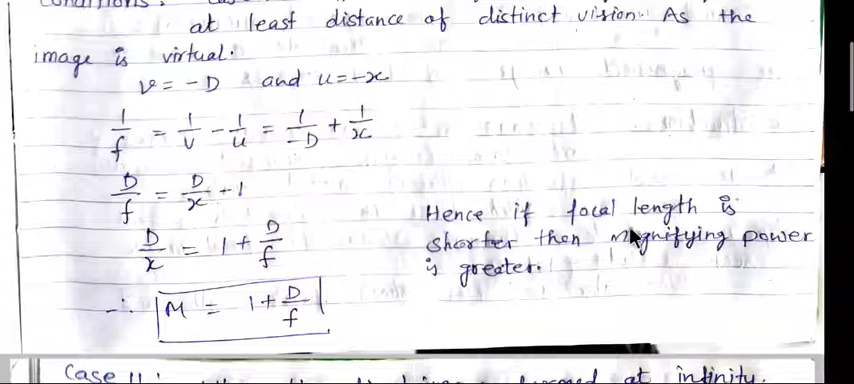 at least distance of distinct vision. As the
image is virtual.
v = -D and u = -x
1/f = 1/v - 1/u = 1/-D + 1/x
D/f = D/x - 1
D/x = 1 + D/f
∴ M = 1 + D/f
Hence if focal length is
shorter then magnifying power
is greater.
Case II :
formed at infinity.